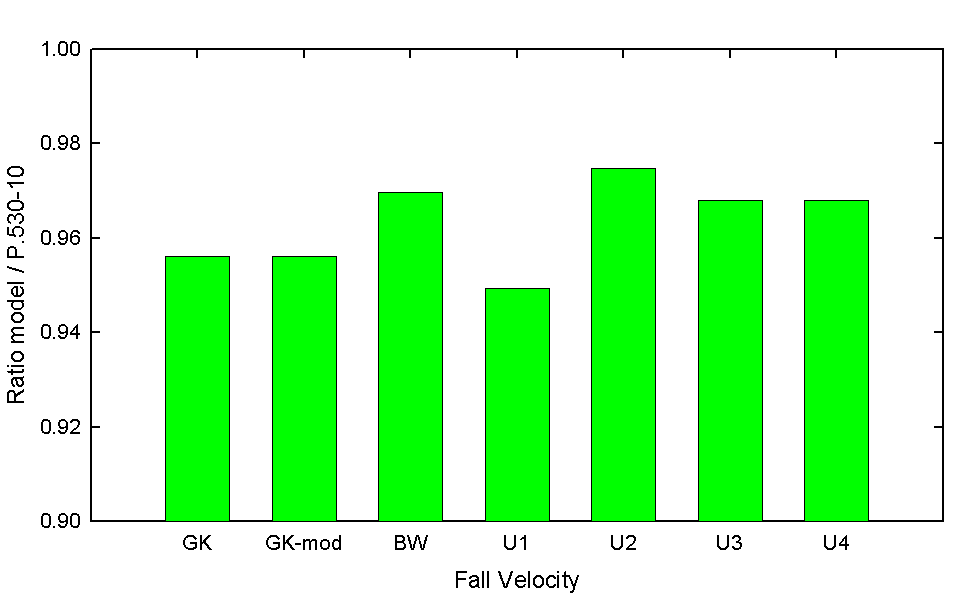 1.00
0.98
0.96
0.94
0.92
0.90
Ratio model / P.530-10
GK GK-mod BW U1 U2 U3 U4
Fall Velocity